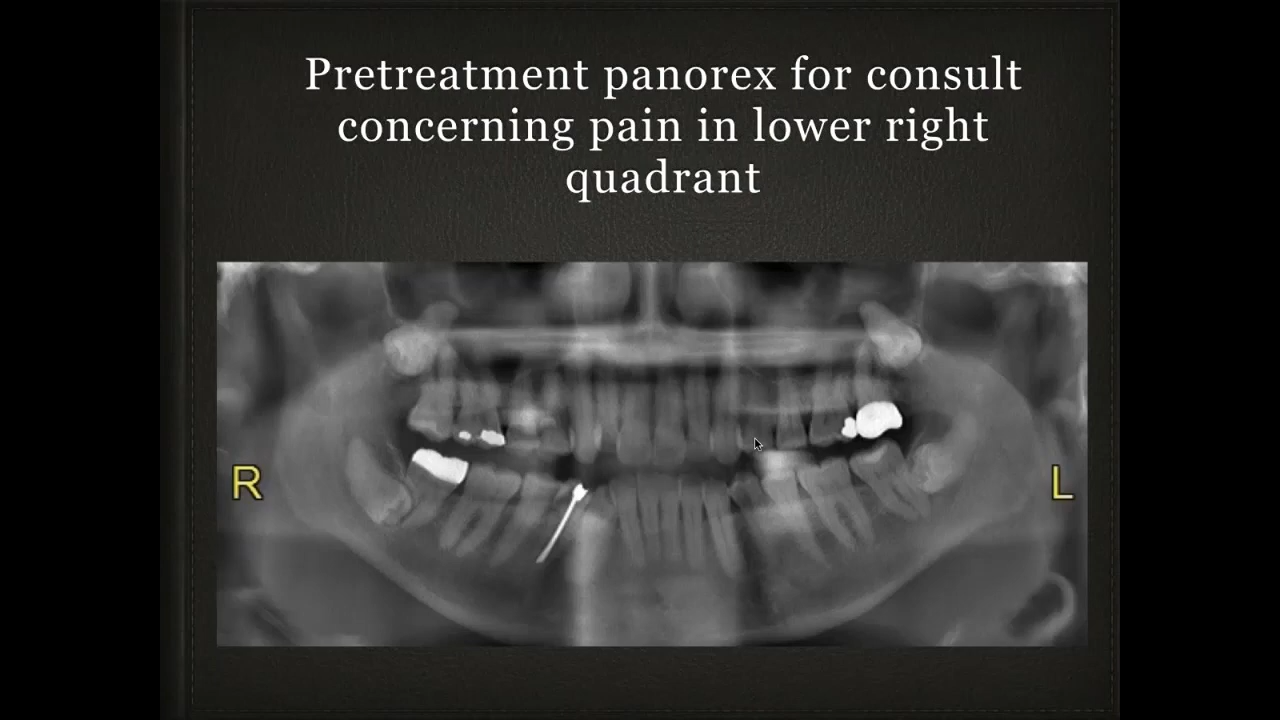 Pretreatment panorex for consult
concerning pain in lower right
quadrant
R
L